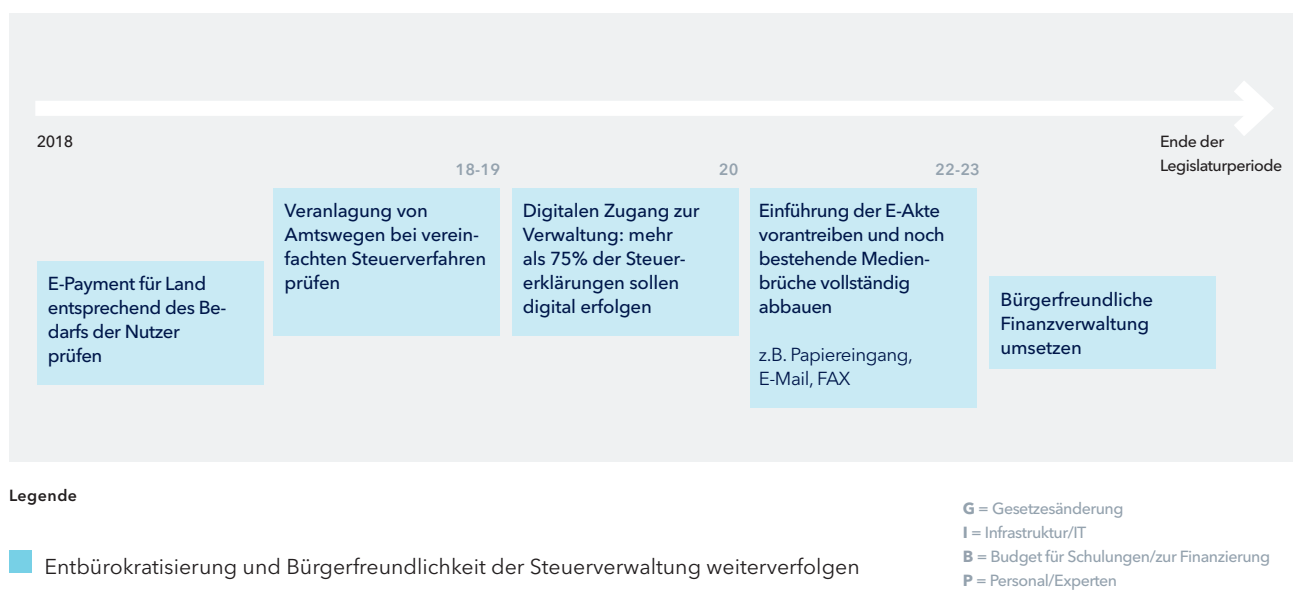 2018
Ende der
Legislaturperiode
18-19
20
22-23
E-Payment für Land
entsprechend des Be-
darfs der Nutzer
prüfen
Veranlagung von
Amtswegen bei verein-
fachten Steuerverfahren
prüfen
Digitalen Zugang zur
Verwaltung: mehr
als 75% der Steuer-
erklärungen sollen
digital erfolgen
Einführung der E-Akte
vorantreiben und noch
bestehende Medien-
brüche vollständig
abbauen
z.B. Papiereingang,
E-Mail, FAX
Bürgerfreundliche
Finanzverwaltung
umsetzen
Legende
Entbürokratisierung und Bürgerfreundlichkeit der Steuerverwaltung weiterverfolgen
G = Gesetzesänderung
I = Infrastruktur/IT
B = Budget für Schulungen/zur Finanzierung
P = Personal/Experten